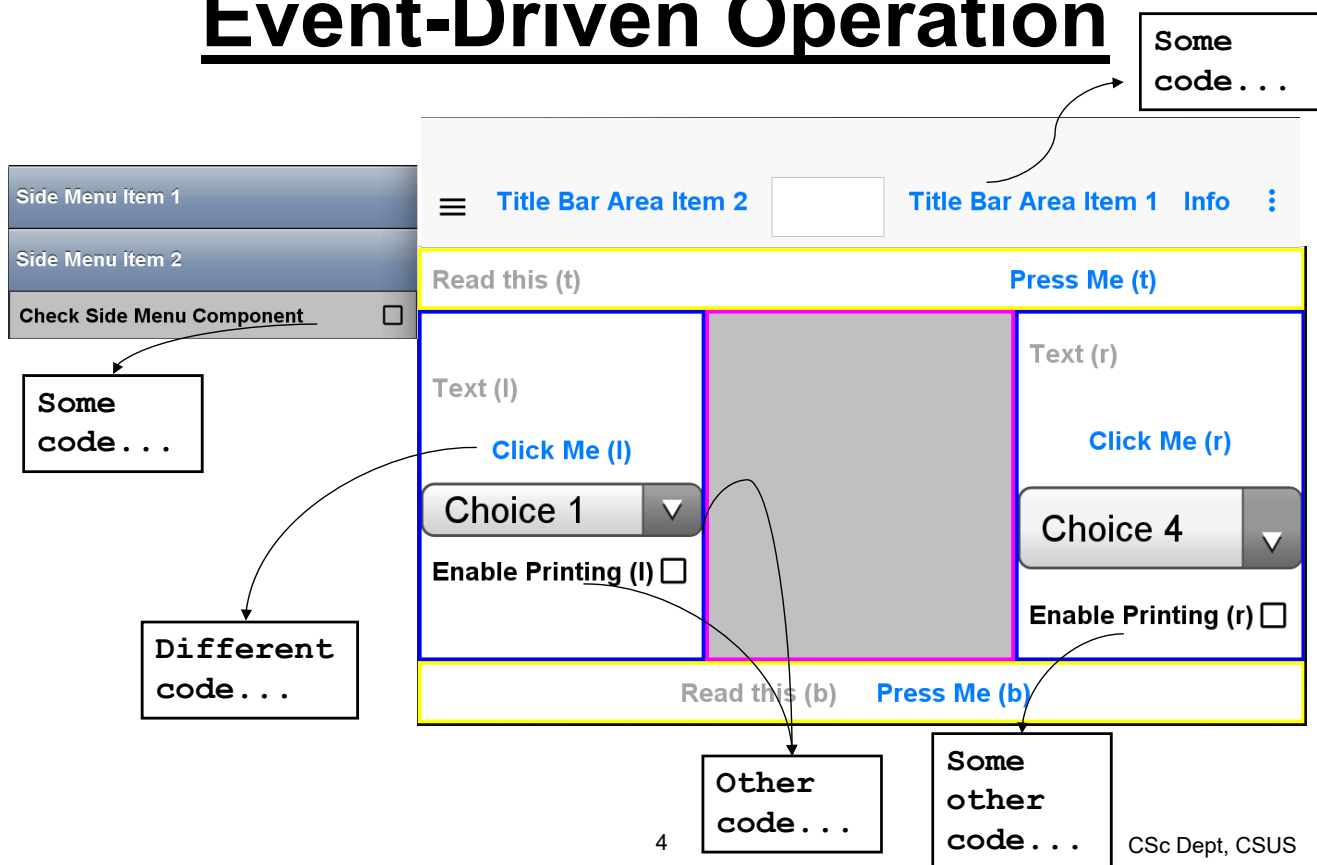 Event-Driven Operation
Some
code...
Side Menu Item 1
Side Menu Item 2
Check Side Menu Component
Some
code...
Title Bar Area Item 2
Title Bar Area Item 1
Info
Read this (t)
Press Me (t)
Text (l)
Click Me (l)
Choice 1
Enable Printing (l)
Text (r)
Click Me (r)
Choice 4
Enable Printing (r)
Read this (b)
Press Me (b)
Different
code...
Other
code...
Some
other
code...
4
CSc Dept, CSUS